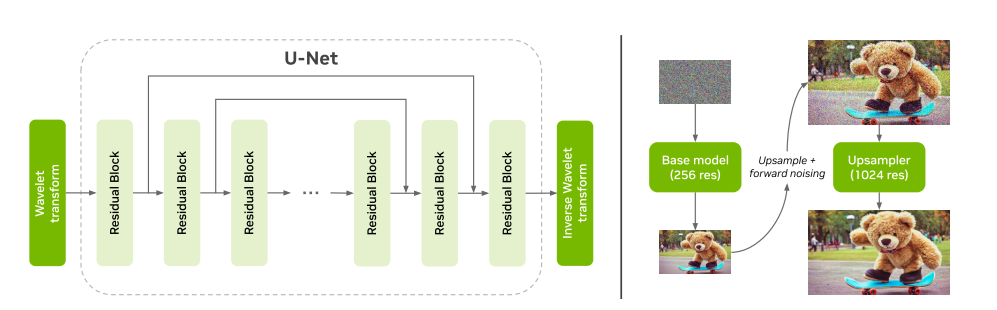 U-Net
Wavelet
transform
Residual Block
Residual Block
Residual Block
...
Residual Block
Residual Block
Residual Block
Inverse Wavelet
transform
Base model
(256 res)
Upsample +
forward noising
Upsampler
(1024 res)